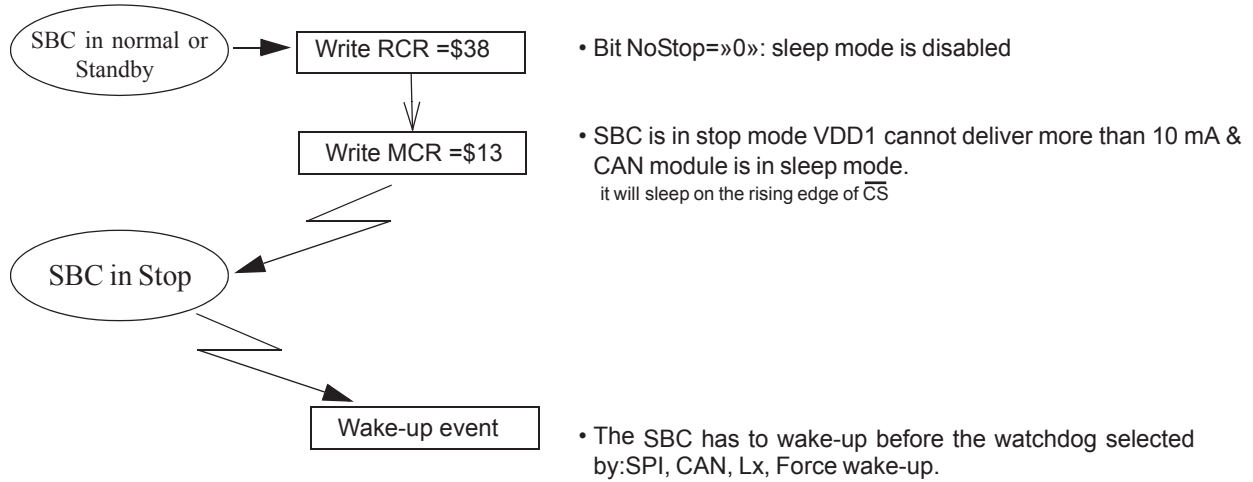 SBC in normal or
Standby
Write RCR =$38
• Bit NoStop=»0»: sleep mode is disabled
Write MCR =$13
• SBC is in stop mode VDD1 cannot deliver more than 10 mA &
CAN module is in sleep mode.
it will sleep on the rising edge of C̅S̅
SBC in Stop
Wake-up event
• The SBC has to wake-up before the watchdog selected
by:SPI, CAN, Lx, Force wake-up.